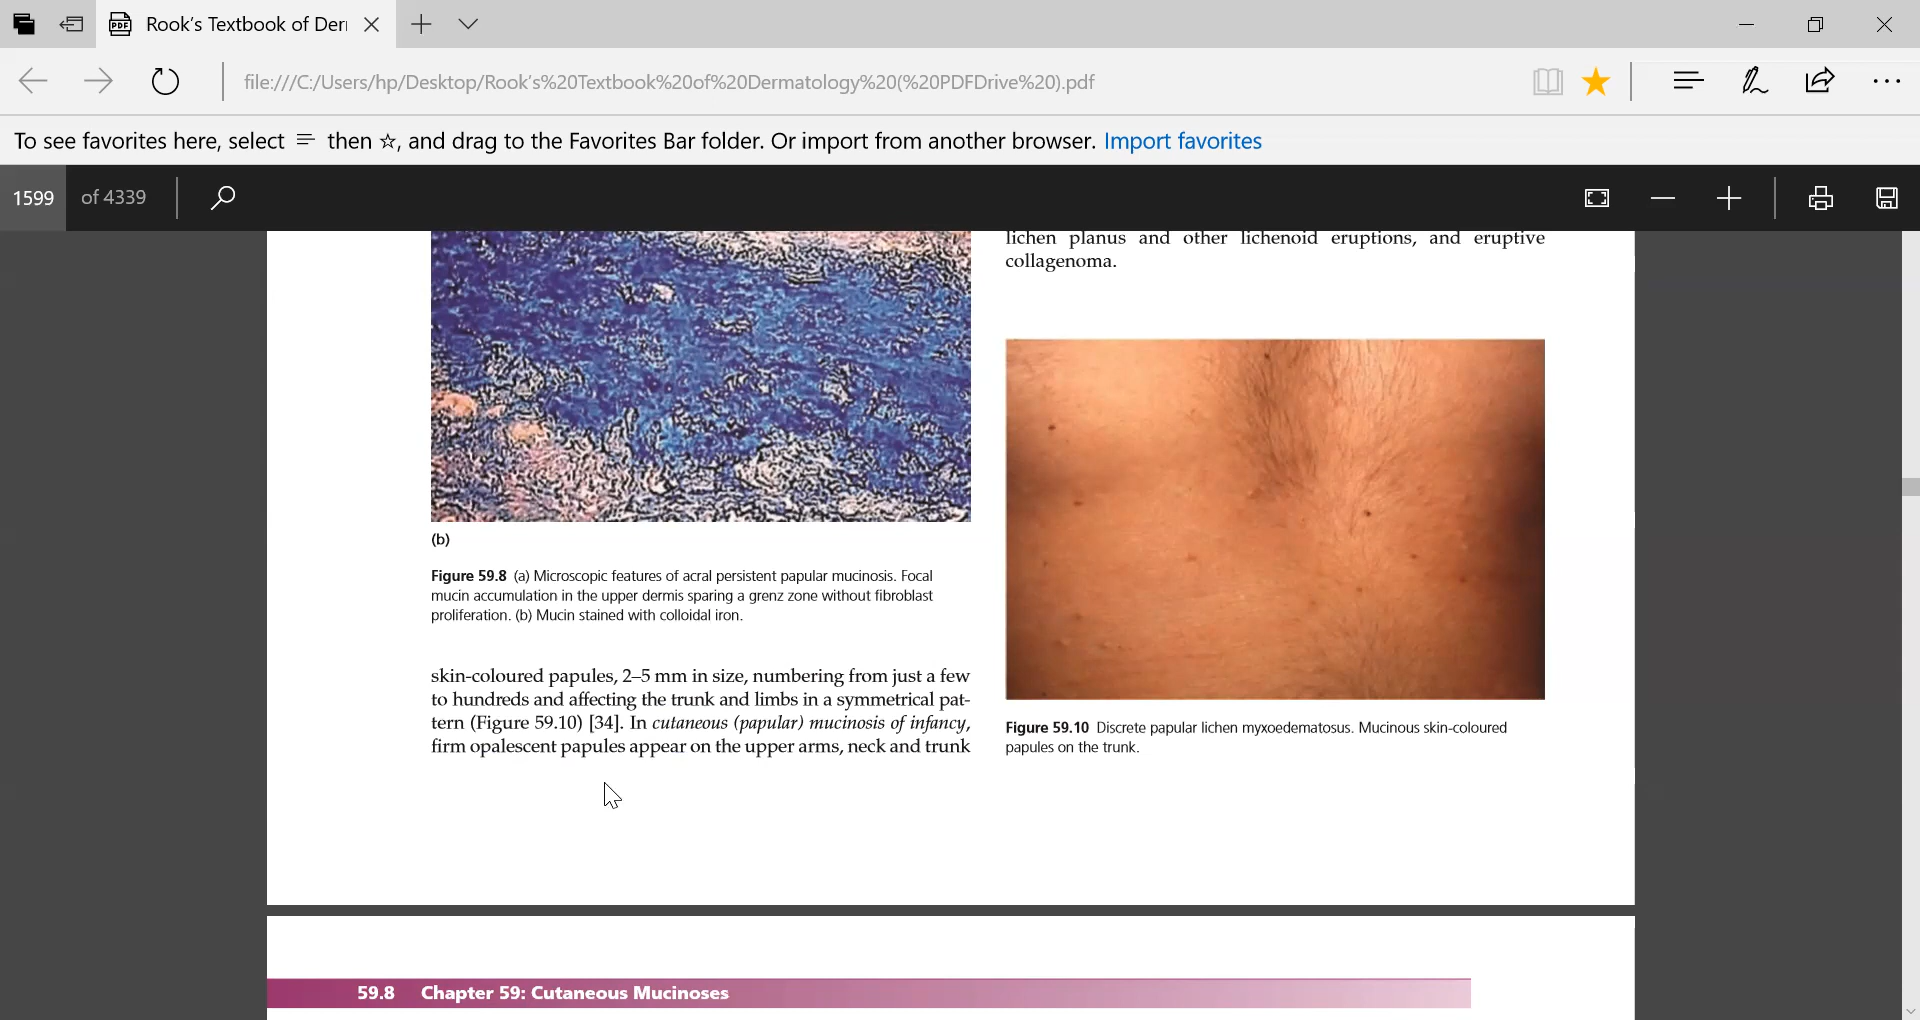 Rook's Textbook of Der
file:///C:/Users/hp/Desktop/Rook's%20Textbook%20of%20Dermatology%20(%20PDFDrive%20).pdf
To see favorites here, select then , and drag to the Favorites Bar folder. Or import from another browser. Import favorites
1599 of 4339
(b)
Figure 59.8 (a) Microscopic features of acral persistent papular mucinosis. Focal
mucin accumulation in the upper dermis sparing a grenz zone without fibroblast
proliferation. (b) Mucin stained with colloidal iron.
skin-coloured papules, 2–5 mm in size, numbering from just a few
to hundreds and affecting the trunk and limbs in a symmetrical pat-
tern (Figure 59.10) [34]. In cutaneous (papular) mucinosis of infancy,
firm opalescent papules appear on the upper arms, neck and trunk
lichen planus and other lichenoid eruptions, and eruptive
collagenoma.
Figure 59.10 Discrete papular lichen myxoedematosus. Mucinous skin-coloured
papules on the trunk.
59.8 Chapter 59: Cutaneous Mucinoses